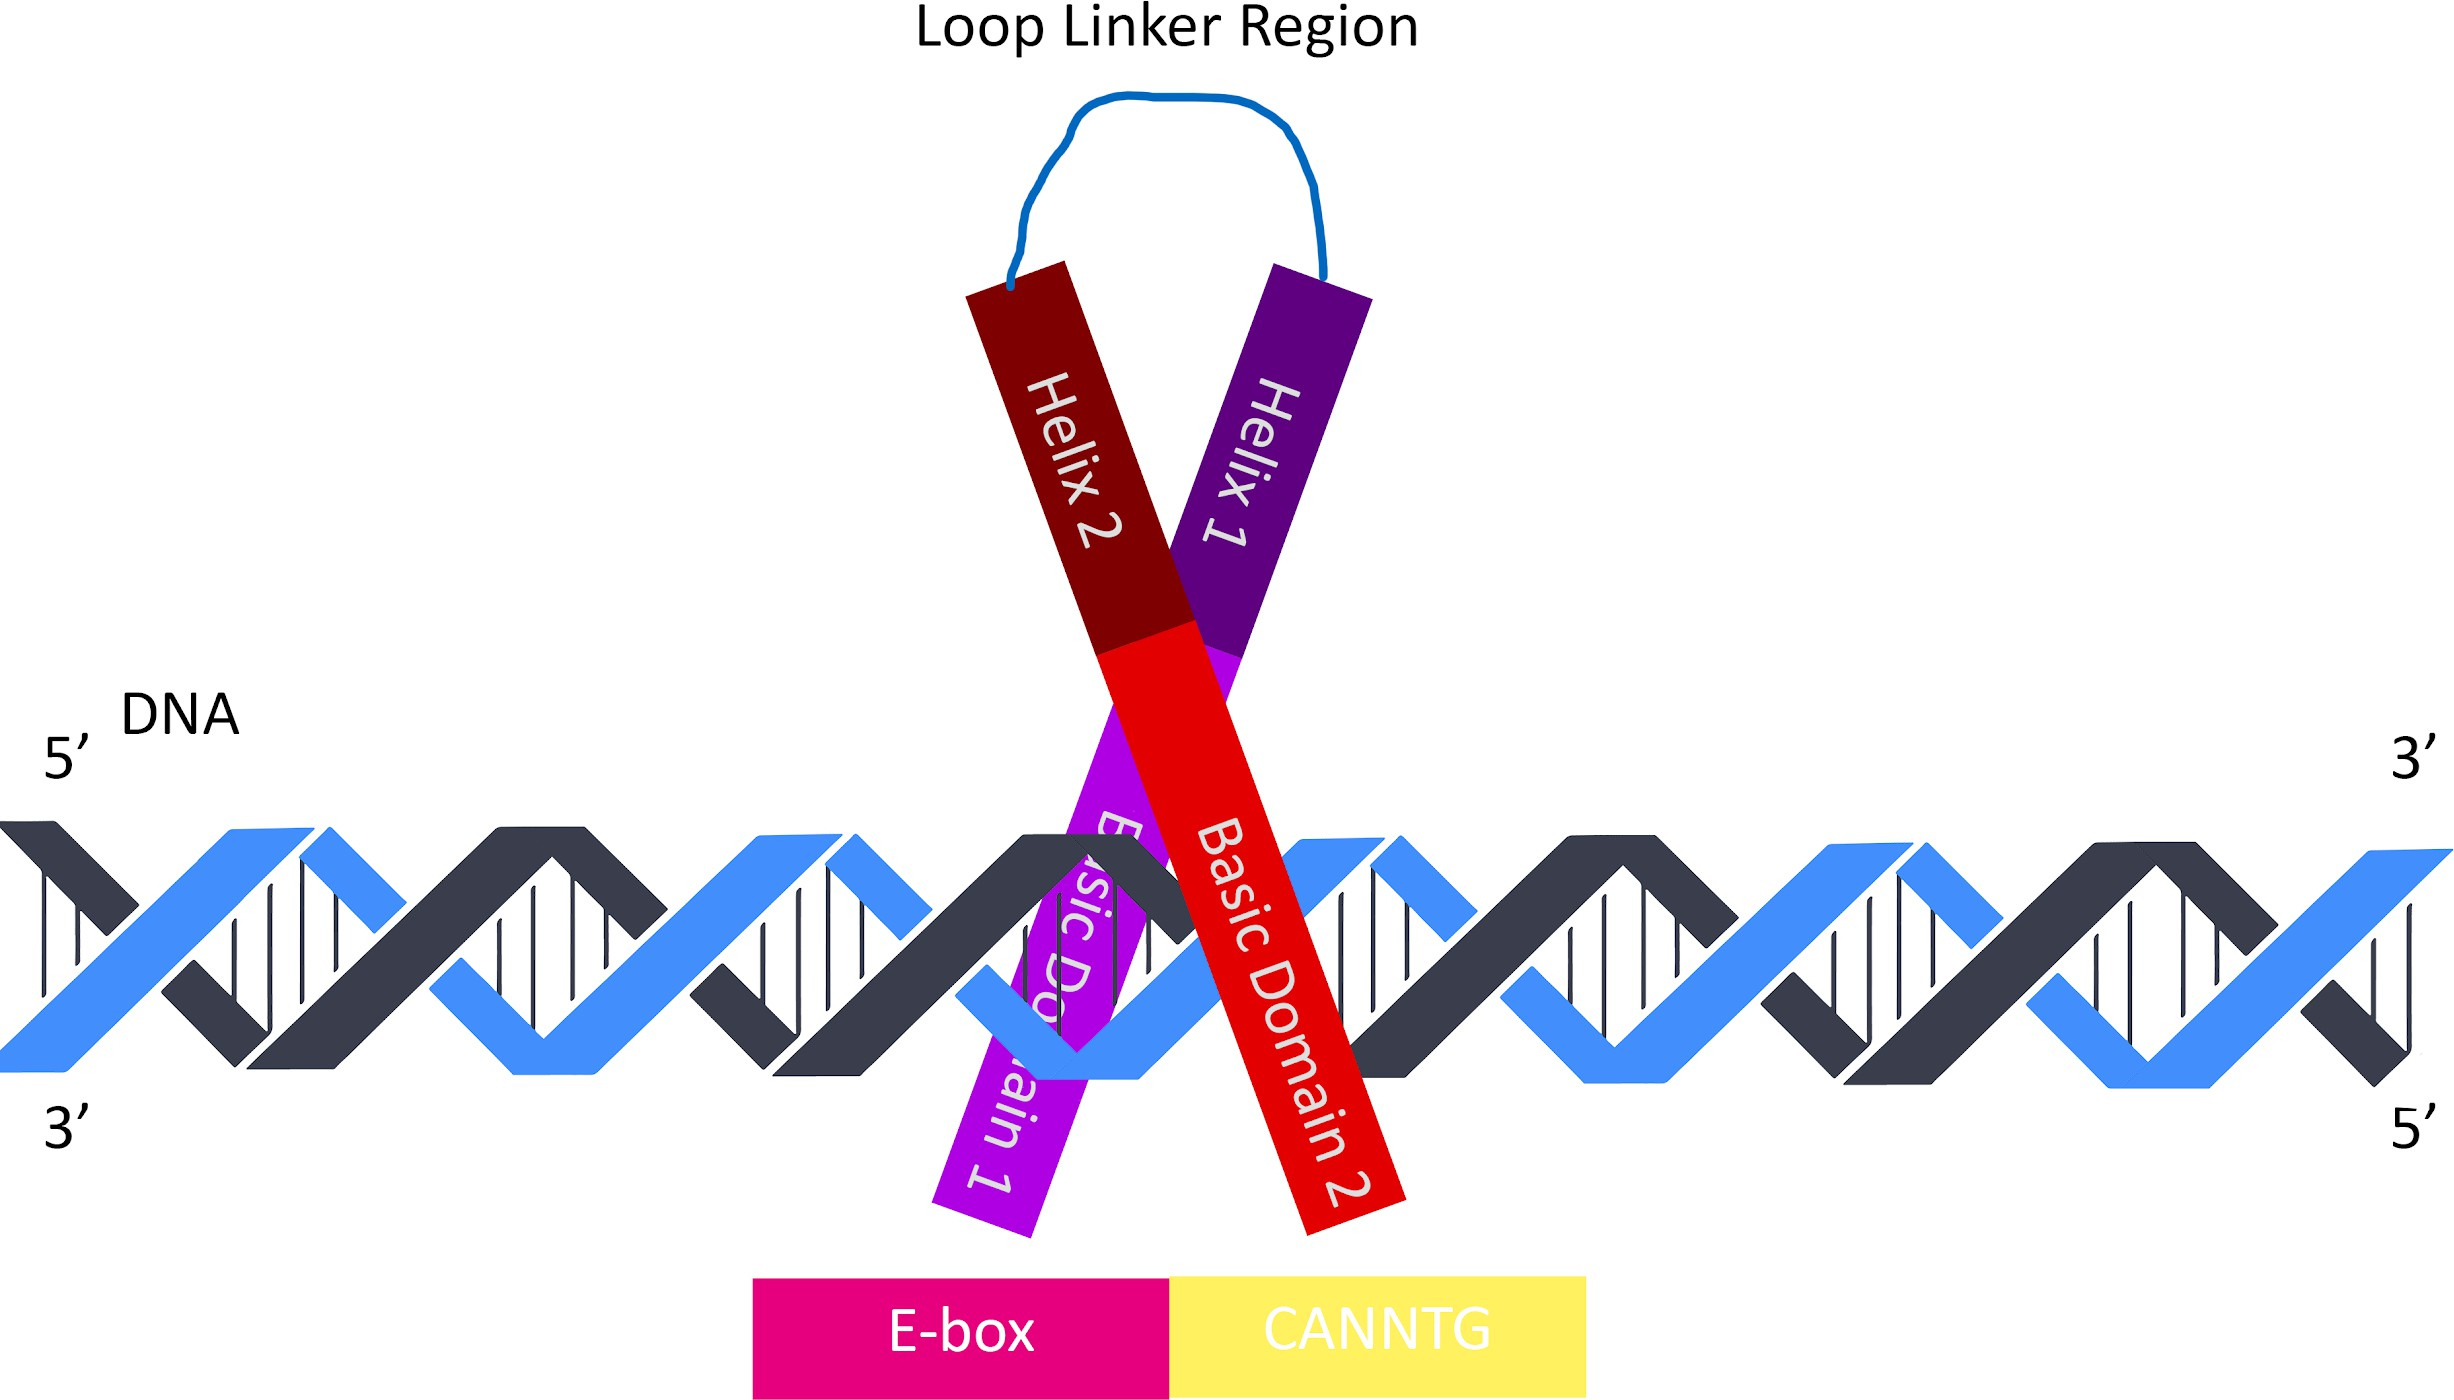 Loop Linker Region
Helix 2
Helix 1
DNA
5’
3’
Basic Domain 2
3’
5’
E-box
CANNTG